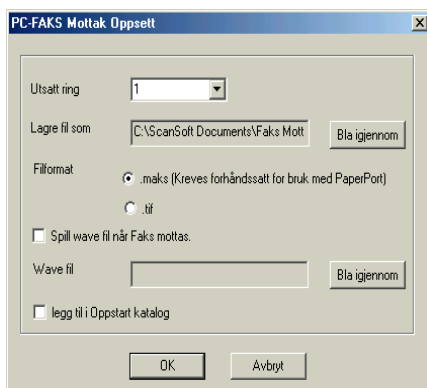 PC-FAKS Mottak Oppsett
Utsatt ring 1
Lagre fil som C:\ScanSoft Documents\Faks Mott Bla igjennom
Filformat
.maks (Kreves forhåndssatt for bruk med PaperPort)
.tif
Spill wave fil når Faks mottas.
Wave fil Bla igjennom
legg til i Oppstart katalog
OK Avbryt